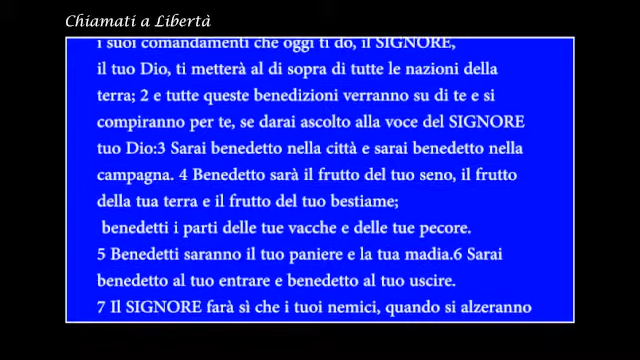 Chiamati a Libertà
i suoi comandamenti che oggi ti do, il SIGNORE,
il tuo Dio, ti metterà al di sopra di tutte le nazioni della
terra; 2 e tutte queste benedizioni verranno su di te e si
compiranno per te, se darai ascolto alla voce del SIGNORE
tuo Dio:3 Sarai benedetto nella città e sarai benedetto nella
campagna. 4 Benedetto sarà il frutto del tuo seno, il frutto
della tua terra e il frutto del tuo bestiame;
benedetti i parti delle tue vacche e delle tue pecore.
5 Benedetti saranno il tuo paniere e la tua madia.6 Sarai
benedetto al tuo entrare e benedetto al tuo uscire.
7 Il SIGNORE farà sì che i tuoi nemici, quando si alzeranno